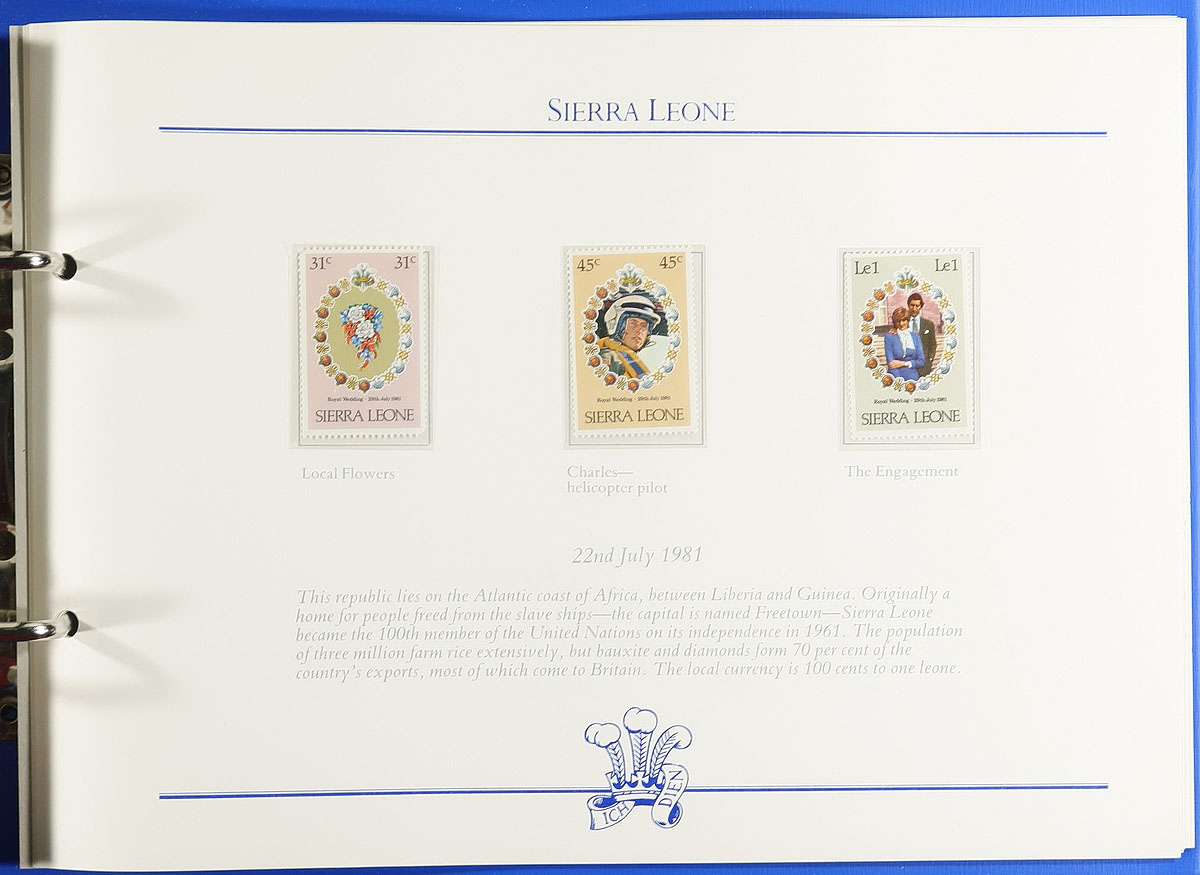 SIERRA LEONE
31c 31c
Royal Wedding · 29th July 1981
SIERRA LEONE
45c 45c
Royal Wedding · 29th July 1981
SIERRA LEONE
Le1 Le1
Royal Wedding · 29th July 1981
SIERRA LEONE
Local Flowers
Charles—
helicopter pilot
The Engagement
22nd July 1981
This republic lies on the Atlantic coast of Africa, between Liberia and Guinea. Originally a
home for people freed from the slave ships—the capital is named Freetown—Sierra Leone
became the 100th member of the United Nations on its independence in 1961. The population
of three million farm rice extensively, but bauxite and diamonds form 70 per cent of the
country's exports, most of which come to Britain. The local currency is 100 cents to one leone.
ICH DIEN